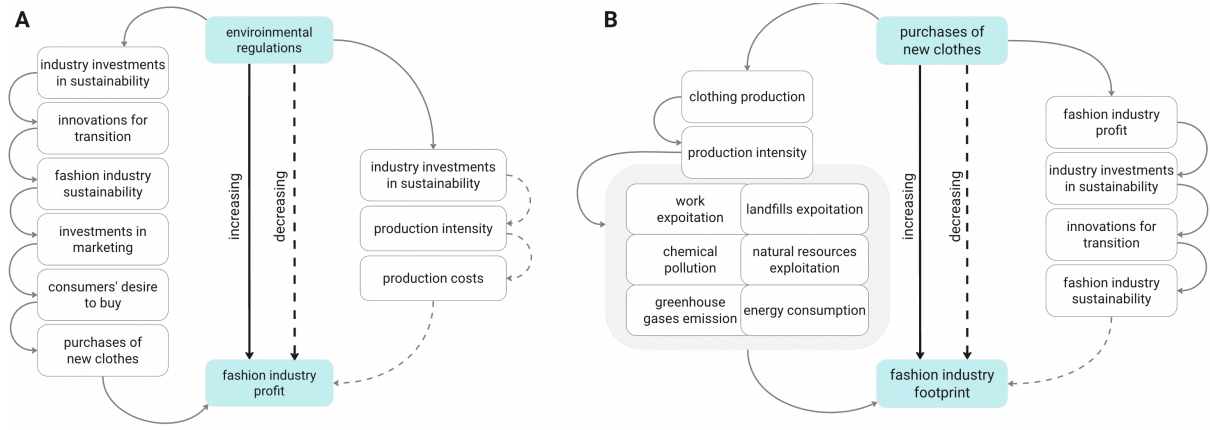 A
enviroinmental
regulations
industry investments
in sustainability
innovations for
transition
fashion industry
sustainability
investments in
marketing
consumers' desire
to buy
purchases of
new clothes
increasing
decreasing
industry investments
in sustainability
production intensity
production costs
fashion industry
profit
B
purchases of
new clothes
clothing production
production intensity
work
expoitation
landfills expoitation
chemical
pollution
natural resources
exploitation
greenhouse
gases emission
energy consumption
increasing
decreasing
fashion industry
profit
industry investments
in sustainability
innovations for
transition
fashion industry
sustainability
fashion industry
footprint